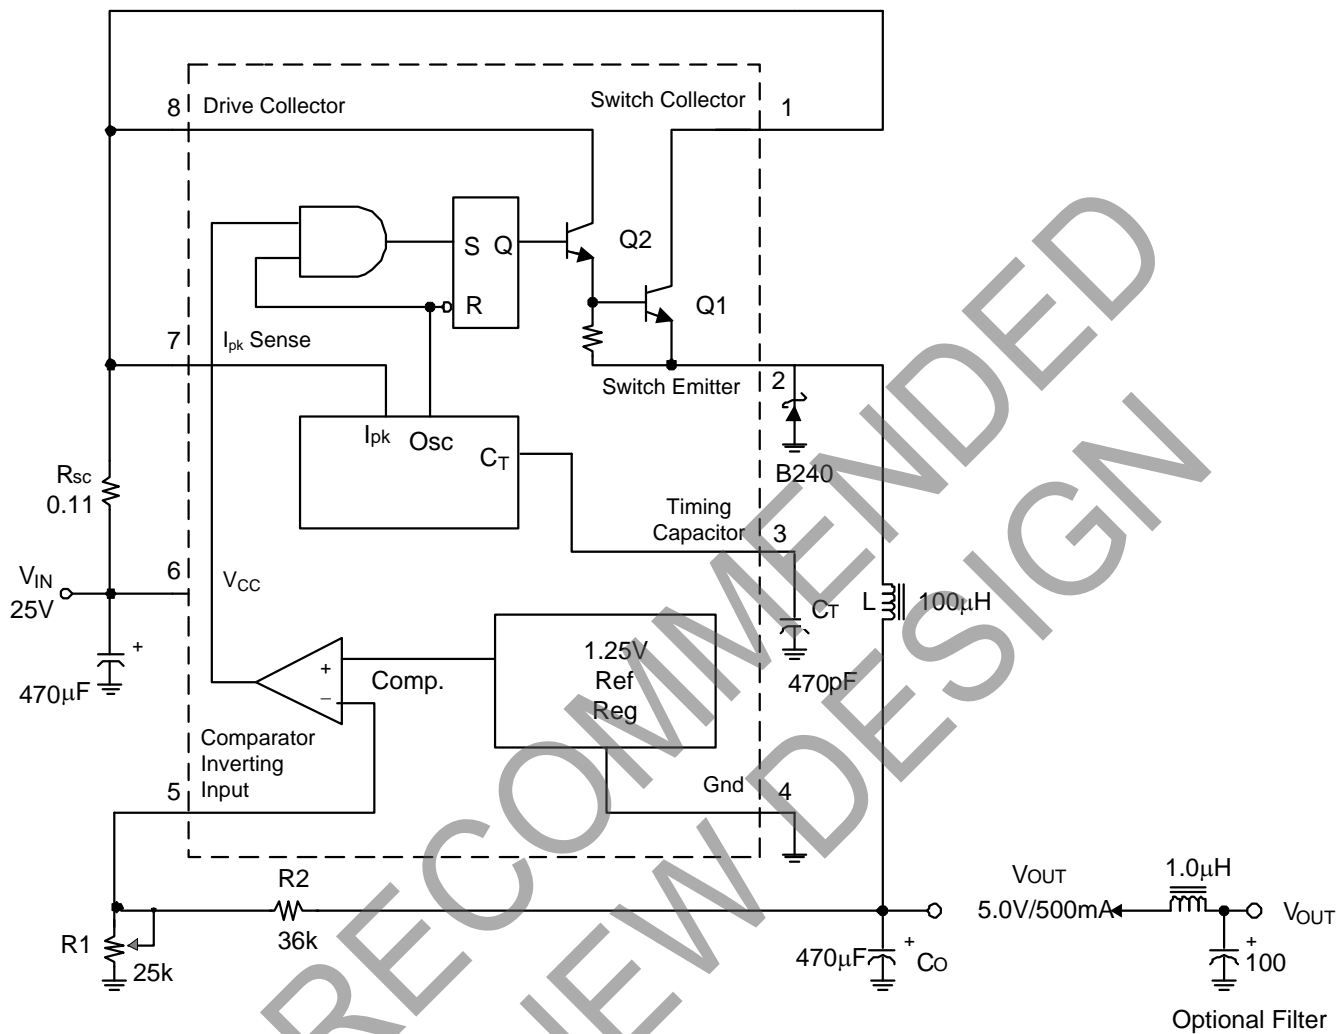 8 Drive Collector
Switch Collector 1
S Q
R
Q2
Q1
7 Ipk Sense
Switch Emitter 2
Ipk Osc CT
B240
Rsc
0.11
Timing
Capacitor 3
VIN
25V
6
VCC
CT
470pF
L 100µH
470µF
+
+
−
Comp.
1.25V
Ref
Reg
Comparator
Inverting
Input
5
Gnd 4
R2
36k
R1
25k
470µF + CO
VOUT
5.0V/500mA
1.0µH
VOUT
+
100
Optional Filter
RECOMMENDED
NEW DESIGN